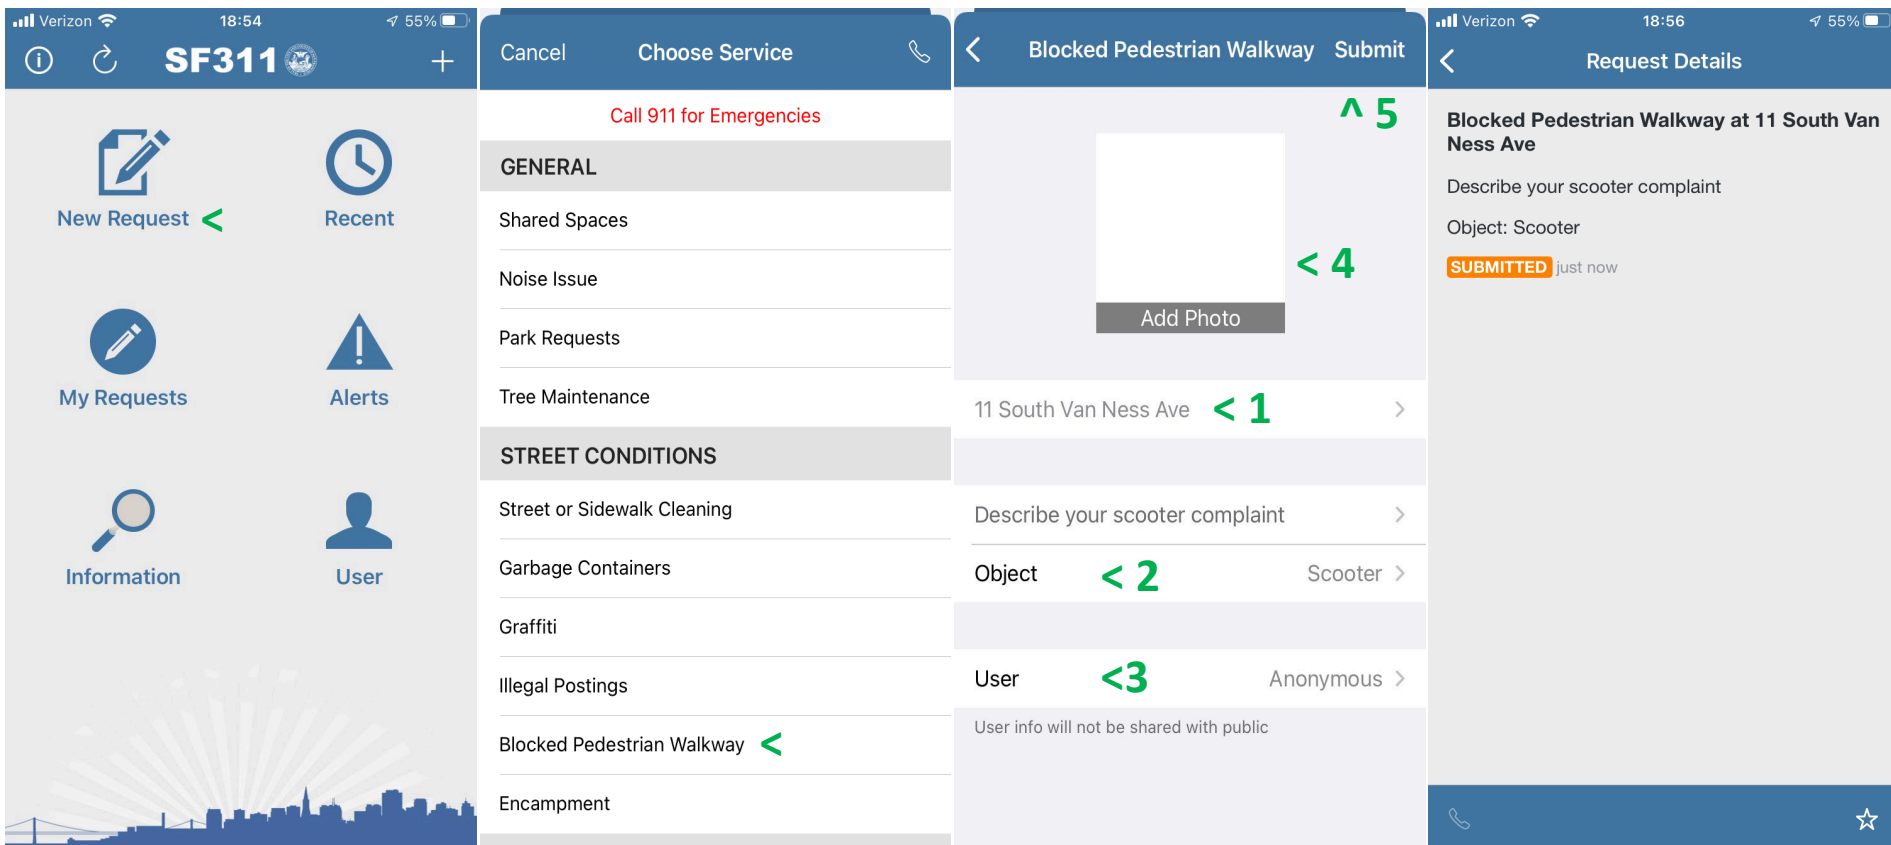 Verizon 18:54 55%
SF311 +
New Request <
Recent
My Requests
Alerts
Information
User
Cancel Choose Service
Call 911 for Emergencies
GENERAL
Shared Spaces
Noise Issue
Park Requests
Tree Maintenance
STREET CONDITIONS
Street or Sidewalk Cleaning
Garbage Containers
Graffiti
Illegal Postings
Blocked Pedestrian Walkway <
Encampment
Blocked Pedestrian Walkway Submit
^ 5
< 4
Add Photo
11 South Van Ness Ave < 1
Describe your scooter complaint
Object < 2 Scooter
User <3 Anonymous
User info will not be shared with public
Verizon 18:56 55%
Request Details
Blocked Pedestrian Walkway at 11 South Van
Ness Ave
Describe your scooter complaint
Object: Scooter
SUBMITTED just now